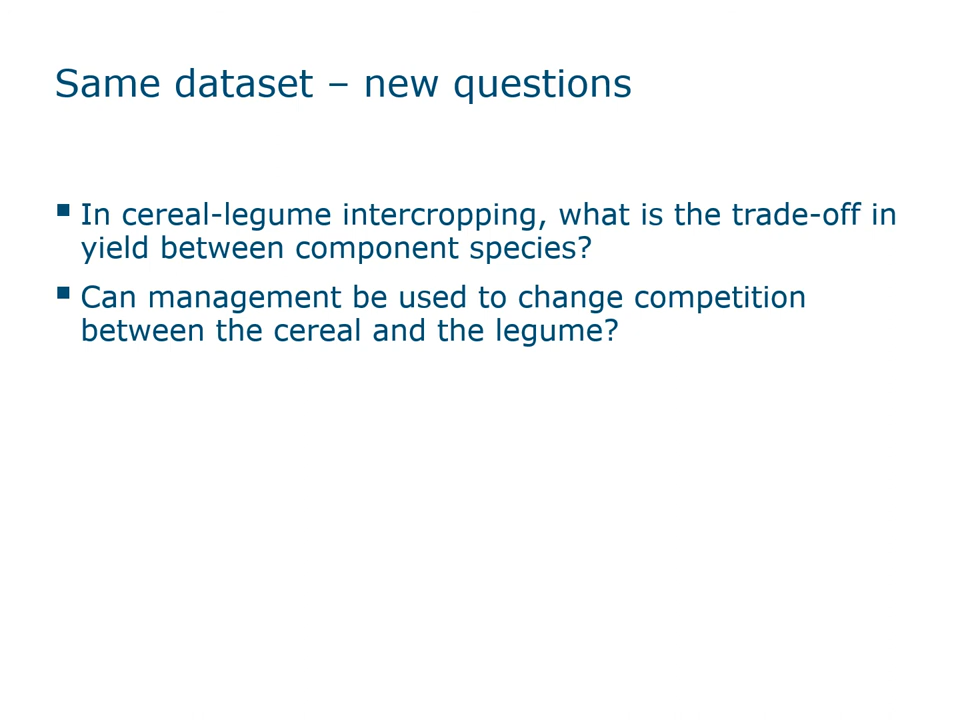 Same dataset – new questions
▪ In cereal-legume intercropping, what is the trade-off in
yield between component species?
▪ Can management be used to change competition
between the cereal and the legume?